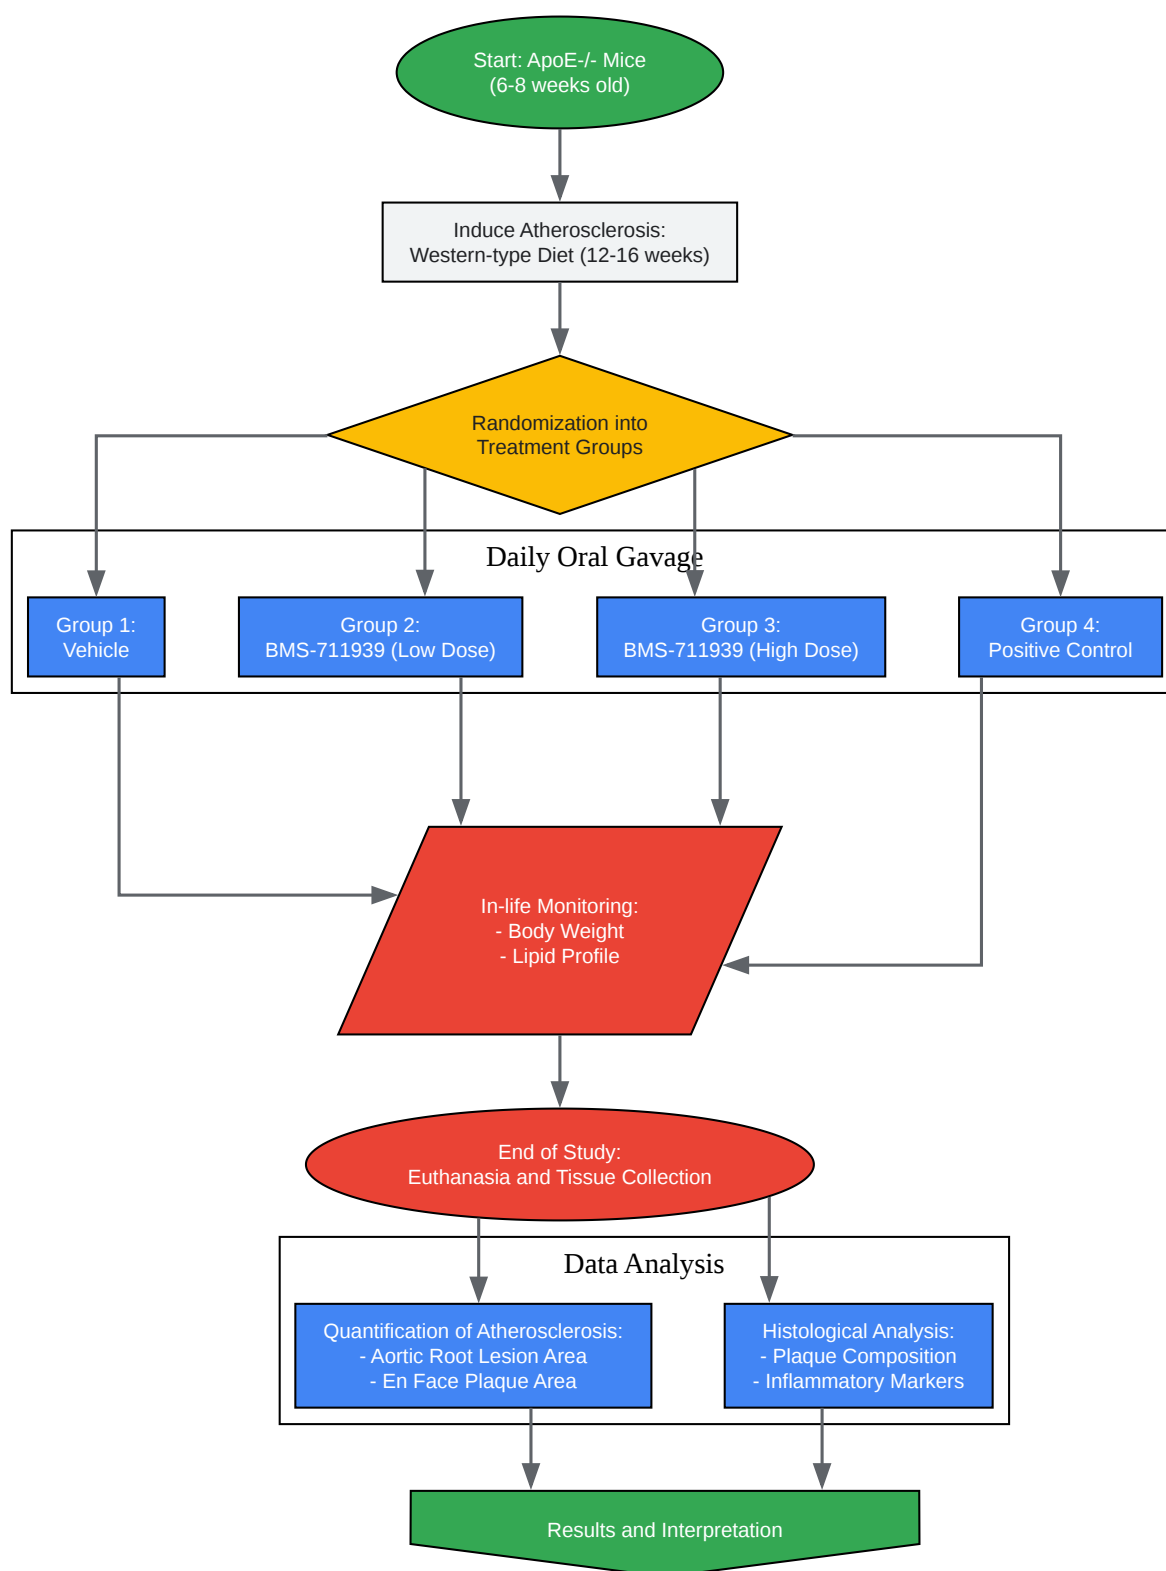 Start: ApoE-/- Mice
(6-8 weeks old)
Induce Atherosclerosis:
Western-type Diet (12-16 weeks)
Randomization into
Treatment Groups
Daily Oral Gavage
Group 1:
Vehicle
Group 2:
BMS-711939 (Low Dose)
Group 3:
BMS-711939 (High Dose)
Group 4:
Positive Control
In-life Monitoring:
- Body Weight
- Lipid Profile
End of Study:
Euthanasia and Tissue Collection
Data Analysis
Quantification of Atherosclerosis:
- Aortic Root Lesion Area
- En Face Plaque Area
Histological Analysis:
- Plaque Composition
- Inflammatory Markers
Results and Interpretation